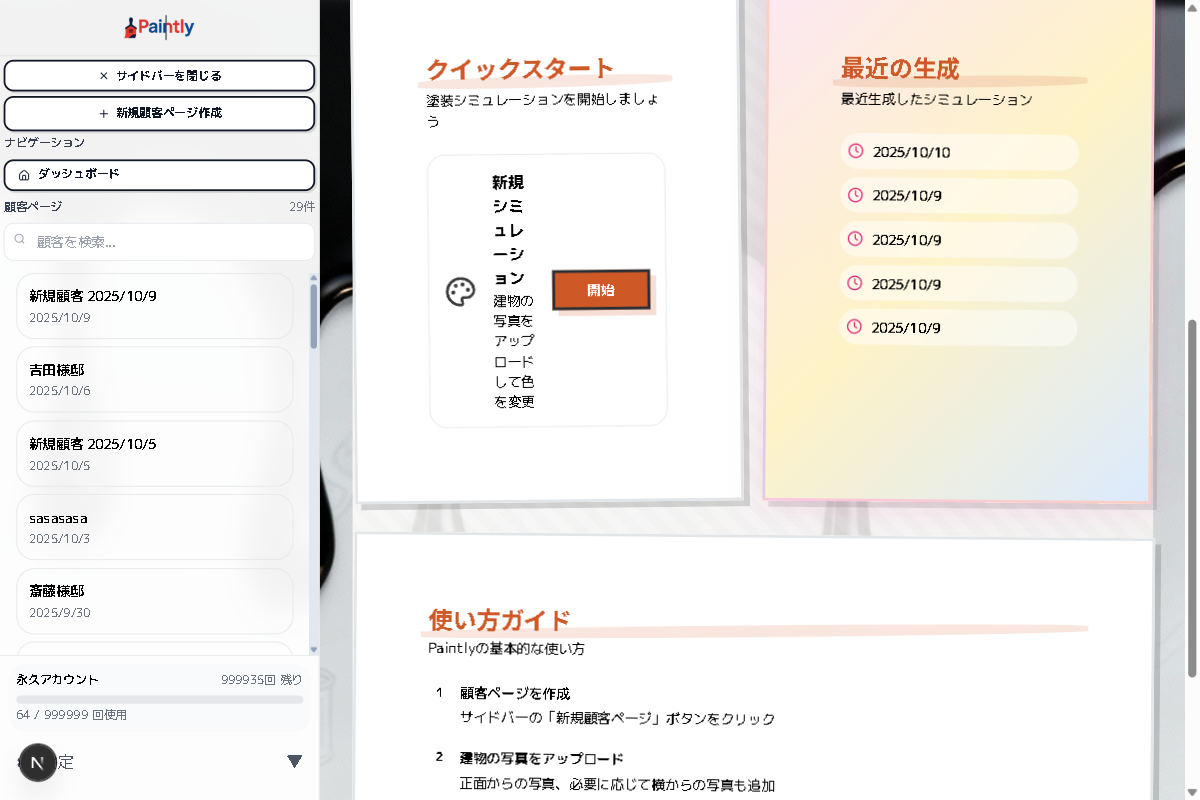 Paintly
× サイドバーを閉じる
+ 新規顧客ページ作成
ナビゲーション
ダッシュボード
顧客ページ 29件
顧客を検索...
新規顧客 2025/10/9
2025/10/9
吉田様邸
2025/10/6
新規顧客 2025/10/5
2025/10/5
sasasasa
2025/10/3
斎藤様邸
2025/9/30
永久アカウント 999935回 残り
64 / 999999 回使用
N 定 ▼
クイックスタート
塗装シミュレーションを開始しましょ
う
新規
シミ
ュレ
ーシ
ョン
建物の
写真を
アップ
ロード
して色
を変更
開始
最近の生成
最近生成したシミュレーション
2025/10/10
2025/10/9
2025/10/9
2025/10/9
2025/10/9
使い方ガイド
Paintlyの基本的な使い方
1 顧客ページを作成
サイドバーの「新規顧客ページ」ボタンをクリック
2 建物の写真をアップロード
正面からの写真、必要に応じて横からの写真も追加